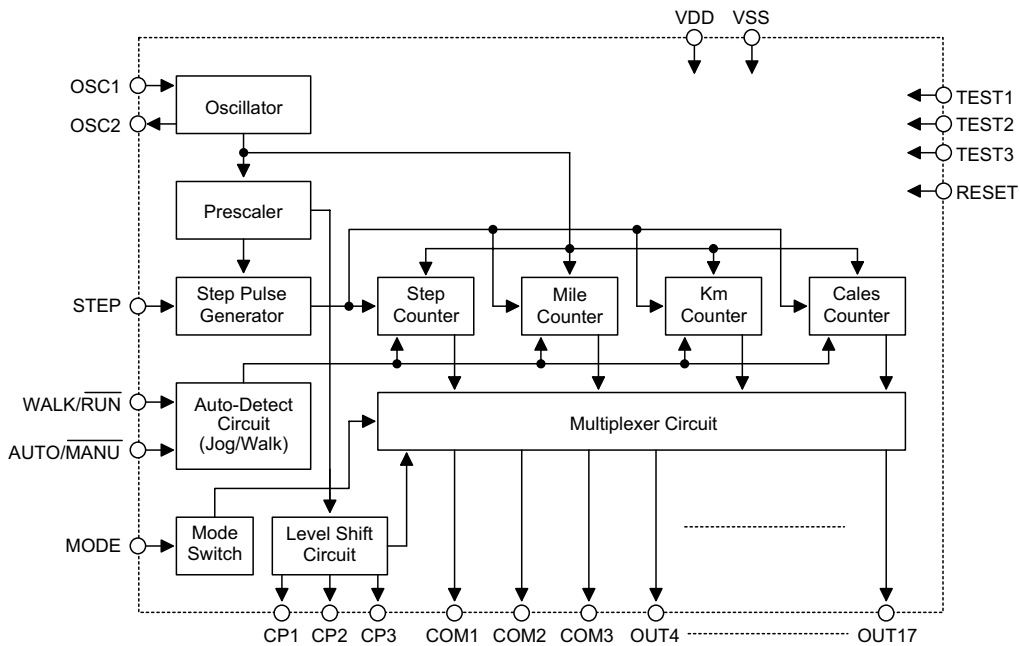 VDD VSS
OSC1
OSC2
Oscillator
TEST1
TEST2
TEST3
RESET
Prescaler
STEP
Step Pulse
Generator
Step
Counter
Mile
Counter
Km
Counter
Cales
Counter
WALK/RUN
AUTO/MANU
Auto-Detect
Circuit
(Jog/Walk)
Multiplexer Circuit
MODE
Mode
Switch
Level Shift
Circuit
CP1 CP2 CP3 COM1 COM2 COM3 OUT4 OUT17